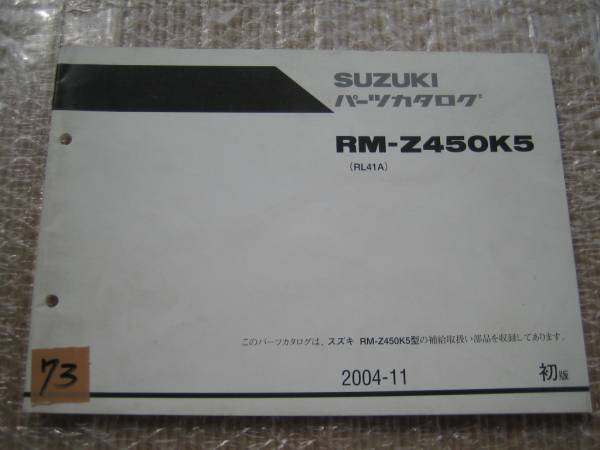 SUZUKI
パーツカタログ
RM-Z450K5
(RL41A)
このパーツカタログは、スズキ RM-Z450K5型の補給取扱い部品を収録してあります。
73
2004-11
初版